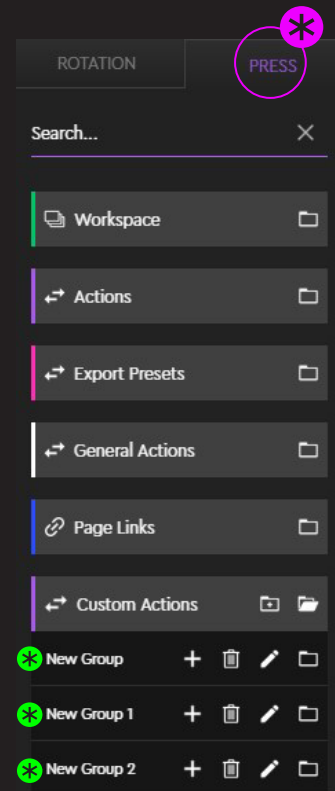 ROTATION
PRESS
Search...
Workspace
Actions
Export Presets
General Actions
Page Links
Custom Actions
New Group
New Group 1
New Group 2